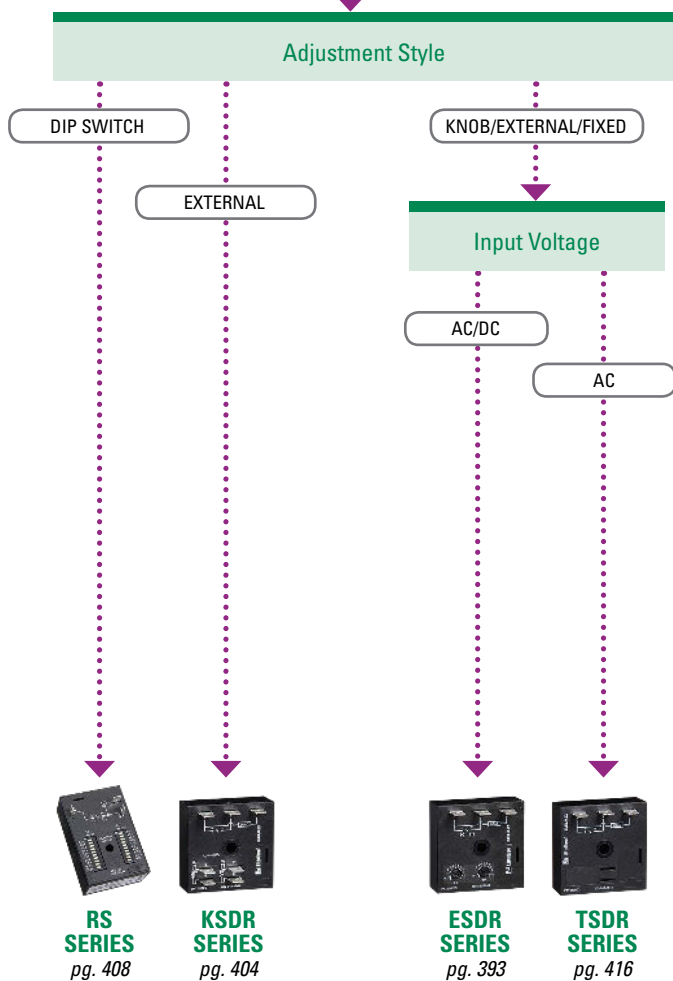 Adjustment Style
DIP SWITCH
KNOB/EXTERNAL/FIXED
EXTERNAL
Input Voltage
AC/DC
AC
RS
SERIES
pg. 408
KSDR
SERIES
pg. 404
ESDR
SERIES
pg. 393
TSDR
SERIES
pg. 416